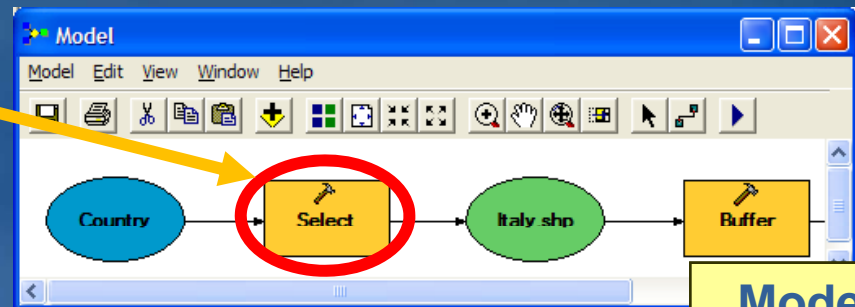 Model
Model Edit View Window Help
Country Select Italy.shp Buffer
Mode